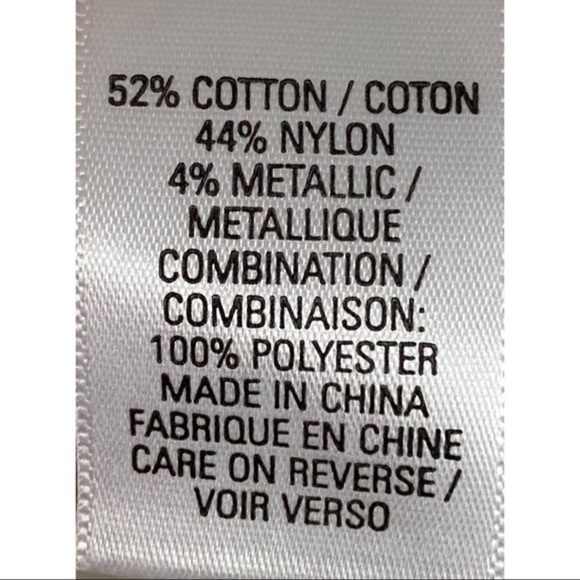 52% COTTON / COTON
44% NYLON
4% METALLIC /
METALLIQUE
COMBINATION /
COMBINAISON:
100% POLYESTER
MADE IN CHINA
FABRIQUE EN CHINE
CARE ON REVERSE /
VOIR VERSO